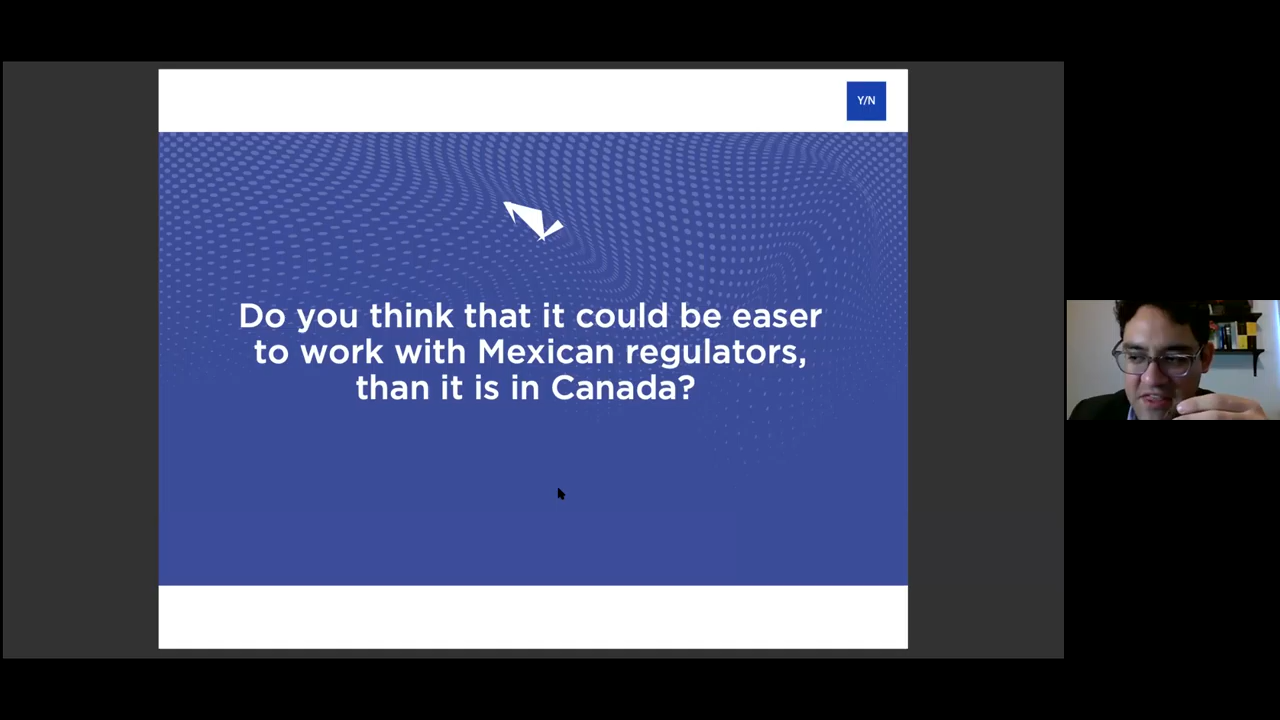 Y/N
Do you think that it could be easer
to work with Mexican regulators,
than it is in Canada?